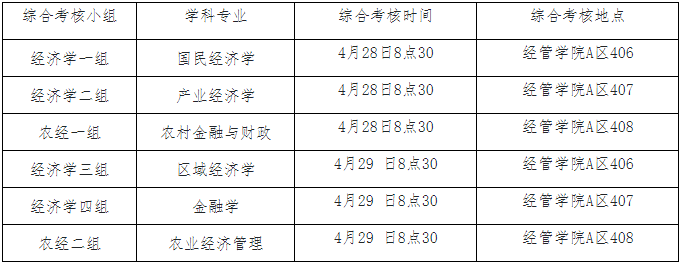 综合考核小组 学科专业 综合考核时间 综合考核地点
经济学一组 国民经济学 4月28日8点30 经管学院A区406
经济学二组 产业经济学 4月28日8点30 经管学院A区407
农经一组 农村金融与财政 4月28日8点30 经管学院A区408
经济学三组 区域经济学 4月29 日8点30 经管学院A区406
经济学四组 金融学 4月29 日8点30 经管学院A区407
农经二组 农业经济管理 4月29 日8点30 经管学院A区408